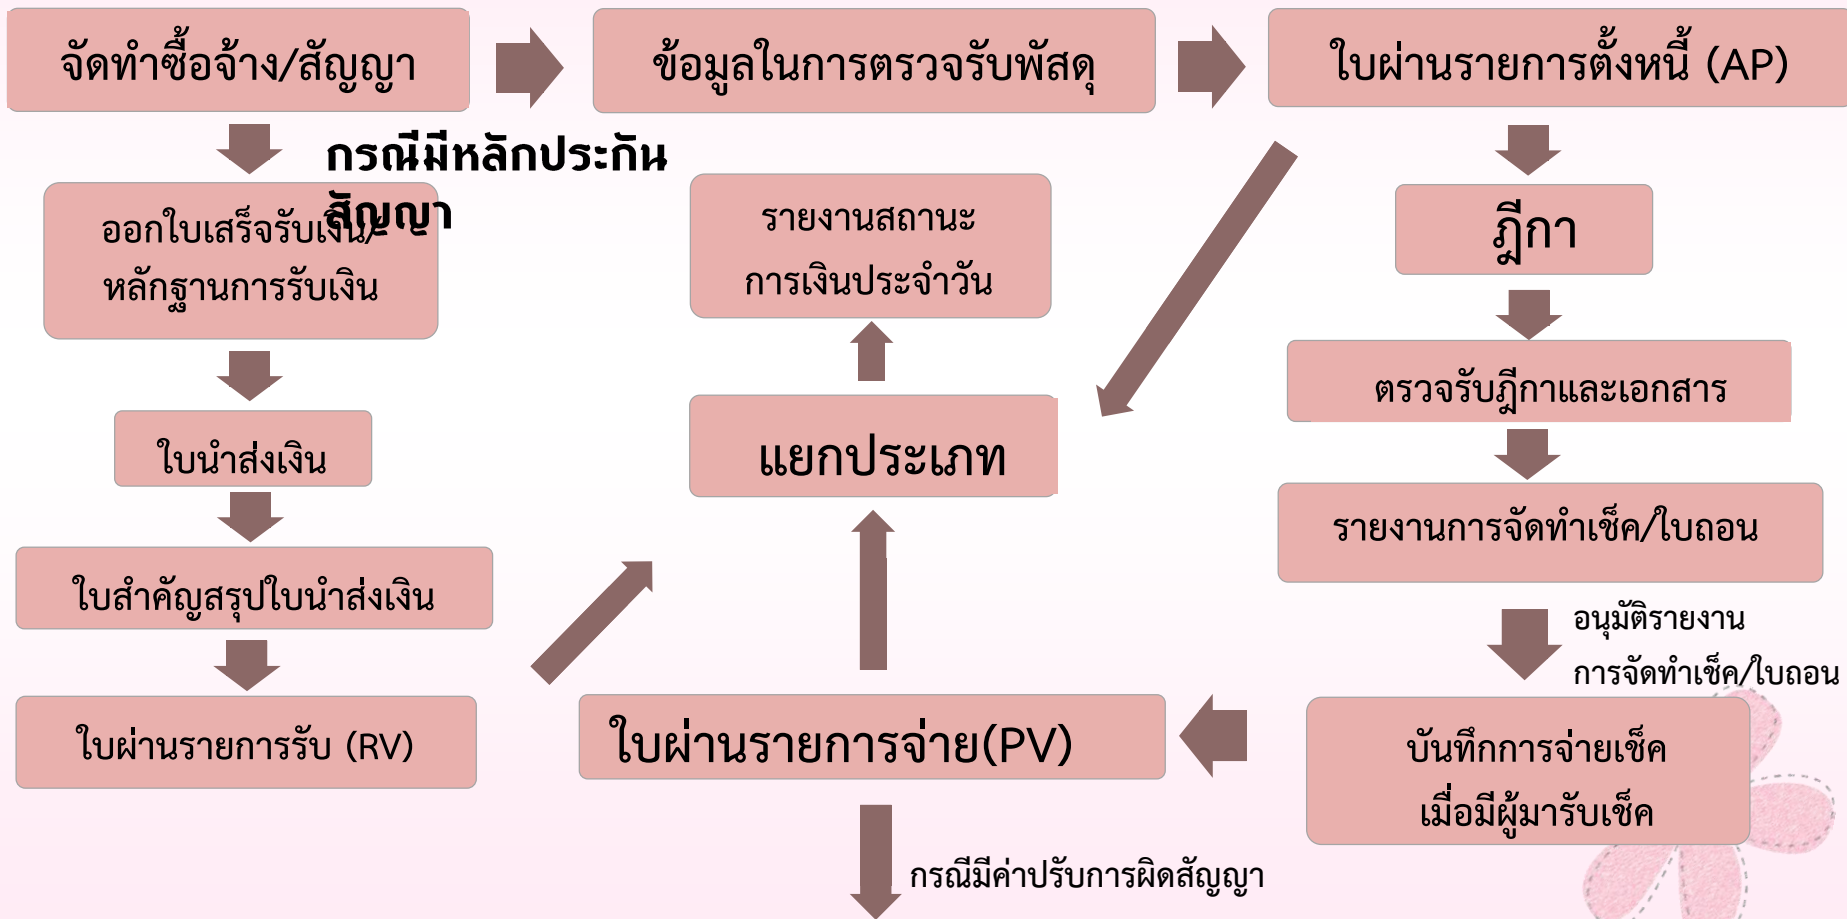 จัดทำซื้อจ้าง/สัญญา
ข้อมูลในการตรวจรับพัสดุ
ใบผ่านรายการตั้งหนี้ (AP)
กรณีมีหลักประกัน
สัญญา
ออกใบเสร็จรับเงิน/
หลักฐานการรับเงิน
รายงานสถานะ
การเงินประจำวัน
ฎีกา
ตรวจรับฎีกาและเอกสาร
ใบนำส่งเงิน
แยกประเภท
รายงานการจัดทำเช็ค/ใบถอน
ใบสำคัญสรุปใบนำส่งเงิน
อนุมัติรายงาน
การจัดทำเช็ค/ใบถอน
ใบผ่านรายการรับ (RV)
ใบผ่านรายการจ่าย(PV)
บันทึกการจ่ายเช็ค
เมื่อมีผู้มารับเช็ค
กรณีมีค่าปรับการผิดสัญญา